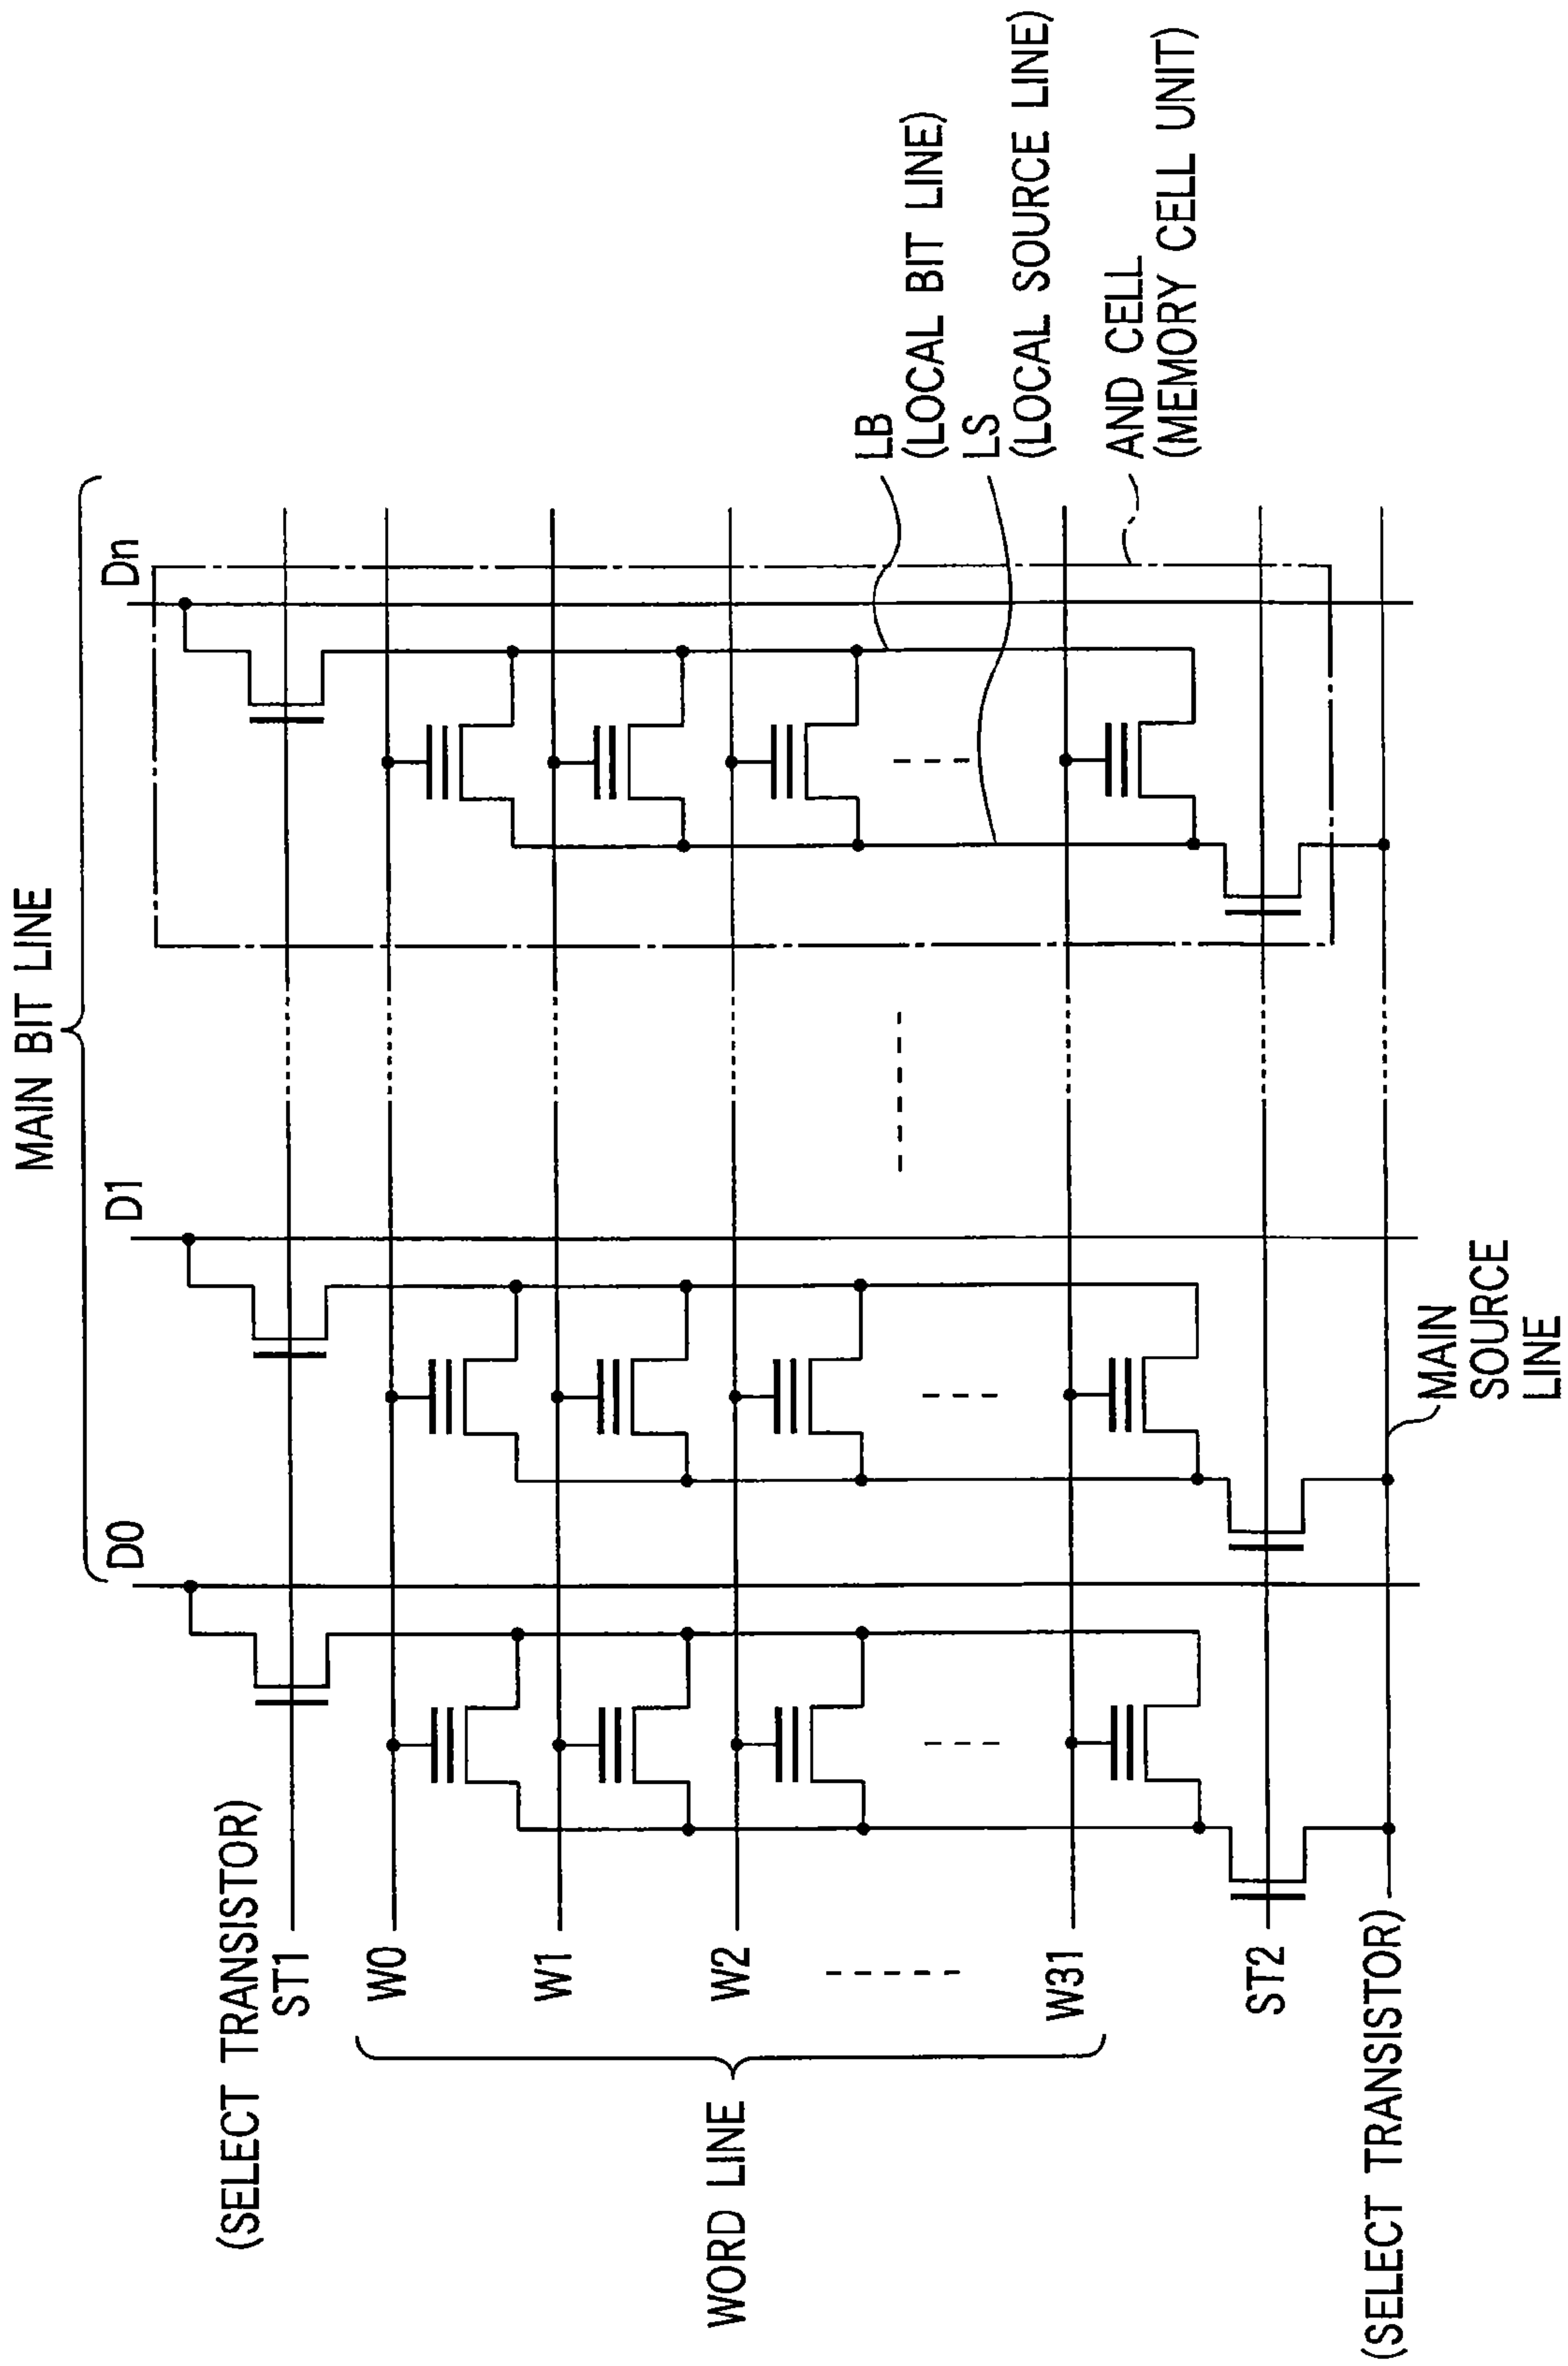 MAIN BIT LINE
D0
D1
Dn
(SELECT TRANSISTOR)
ST1
W0
W1
W2
W31
WORD LINE
ST2
(SELECT TRANSISTOR)
LB
(LOCAL BIT LINE)
LS
(LOCAL SOURCE LINE)
AND CELL
(MEMORY CELL UNIT)
MAIN
SOURCE
LINE